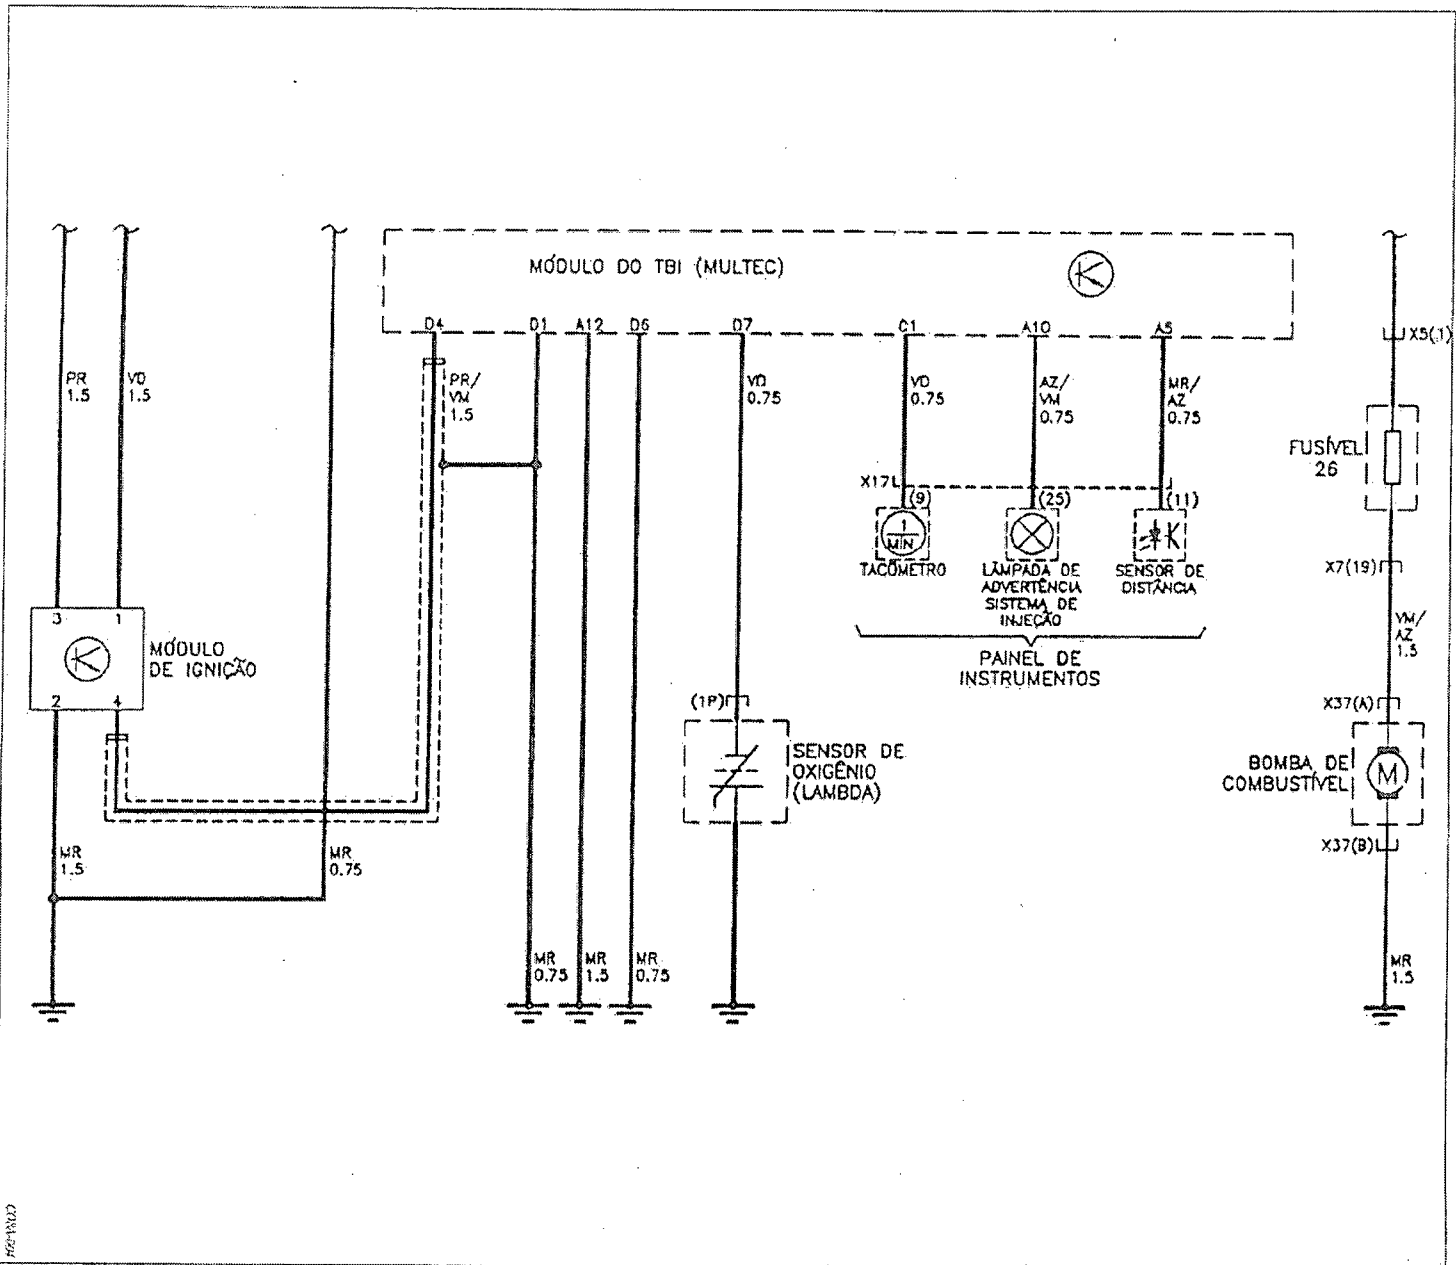 MÓDULO DO TBI (MULTEC)
D4 D1 A12 D6 D7 C1 A10 A5
X5(1)
PR
1.5
VD
1.5
PR/
VM
1.5
VD
0.75
VD
0.75
AZ/
VM
0.75
MR/
AZ
0.75
FUSÍVEL
26
X17
(9)
(25)
(11)
1
MIN
TACÔMETRO
LÂMPADA DE
ADVERTÊNCIA
SISTEMA DE
INJEÇÃO
SENSOR DE
DISTÂNCIA
PAINEL DE
INSTRUMENTOS
X7(19)
VM/
AZ
1.5
3 1
MÓDULO
DE IGNIÇÃO
2 4
(1P)
SENSOR DE
OXIGÊNIO
(LAMBDA)
X37(A)
BOMBA DE
COMBUSTÍVEL
M
X37(B)
MR
1.5
MR
0.75
MR
0.75
MR
1.5
MR
0.75
MR
1.5